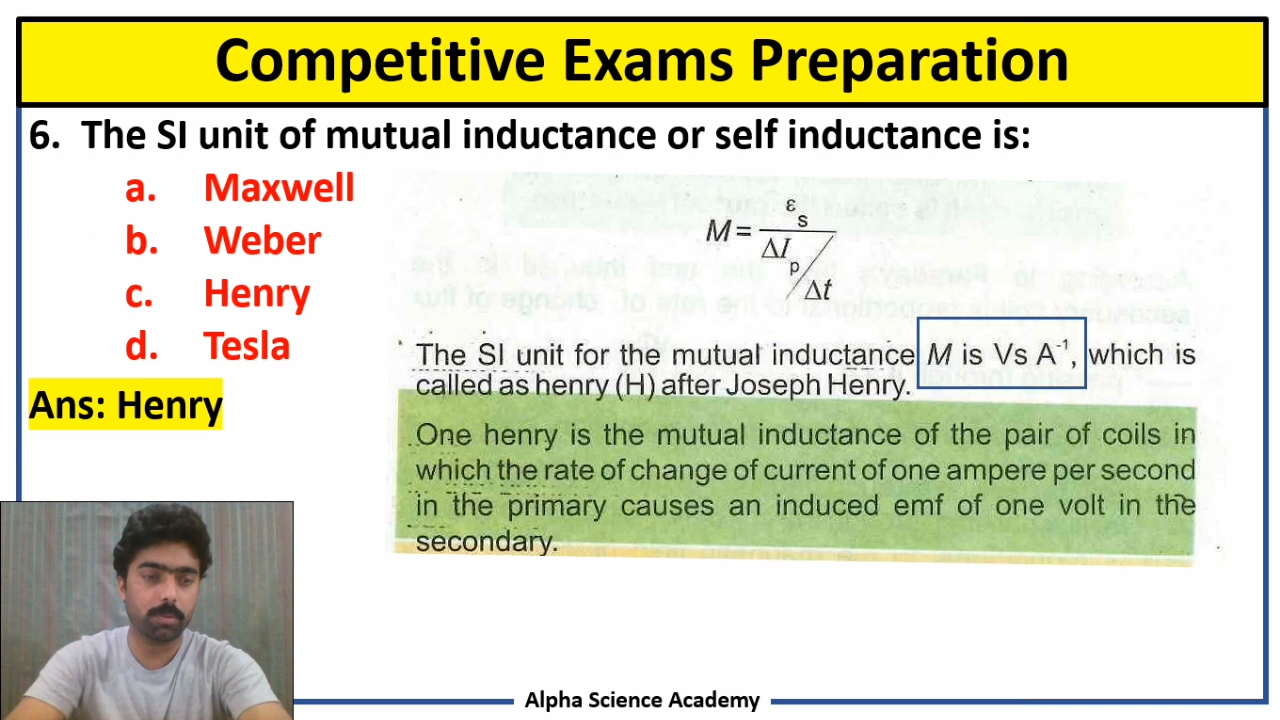 Competitive Exams Preparation
6. The SI unit of mutual inductance or self inductance is:
a. Maxwell
b. Weber
c. Henry
d. Tesla
Ans: Henry
M = εs / ΔIp / Δt
The SI unit for the mutual inductance M is Vs A⁻¹, which is
called as henry (H) after Joseph Henry.
One henry is the mutual inductance of the pair of coils in
which the rate of change of current of one ampere per second
in the primary causes an induced emf of one volt in the
secondary.
Alpha Science Academy